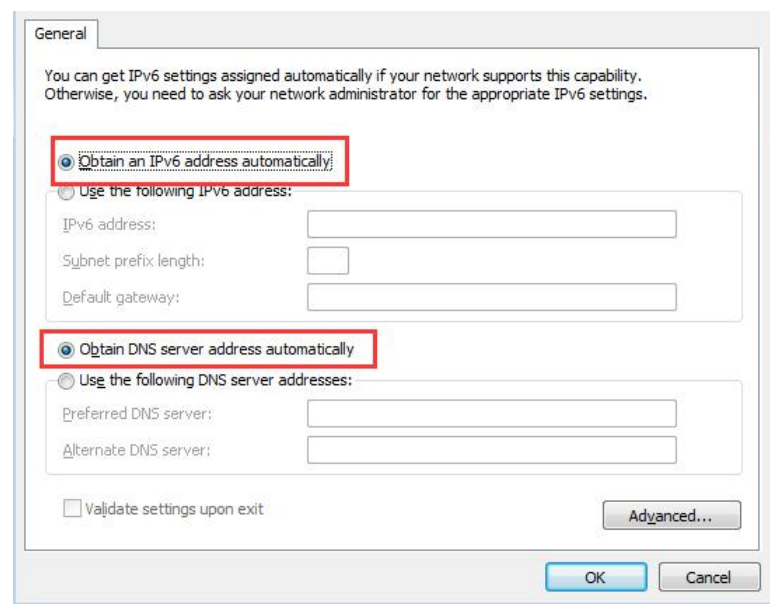 General
You can get IPv6 settings assigned automatically if your network supports this capability.
Otherwise, you need to ask your network administrator for the appropriate IPv6 settings.
Obtain an IPv6 address automatically
Use the following IPv6 address:
IPv6 address:
Subnet prefix length:
Default gateway:
Obtain DNS server address automatically
Use the following DNS server addresses:
Preferred DNS server:
Alternate DNS server:
Validate settings upon exit
Advanced...
OK Cancel